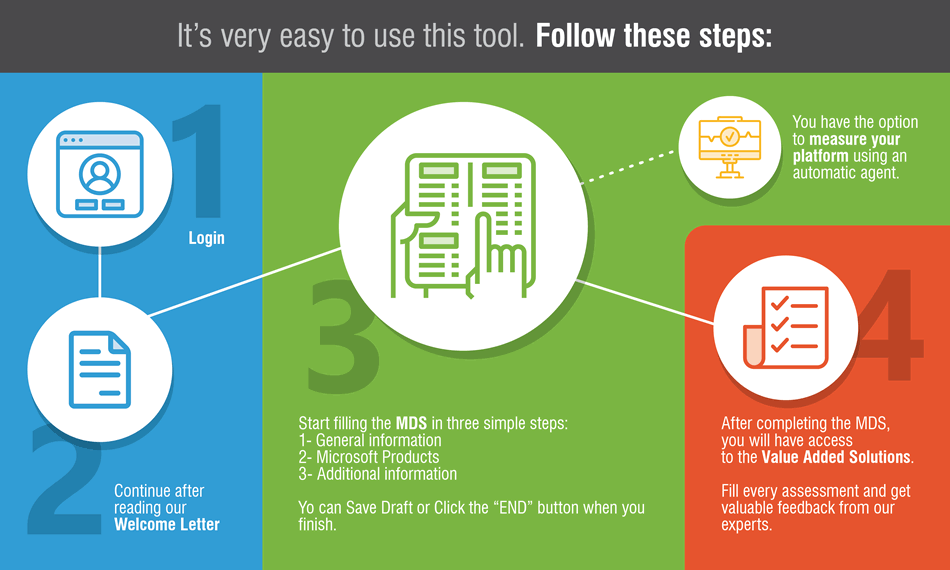 It’s very easy to use this tool. Follow these steps:
1
Login
2
Continue after
reading our
Welcome Letter
3
Start filling the MDS in three simple steps:
1- General information
2- Microsoft Products
3- Additional information
Yo can Save Draft or Click the “END” button when you
finish.
You have the option
to measure your
platform using an
automatic agent.
4
After completing the MDS,
you will have access
to the Value Added Solutions.
Fill every assessment and get
valuable feedback from our
experts.